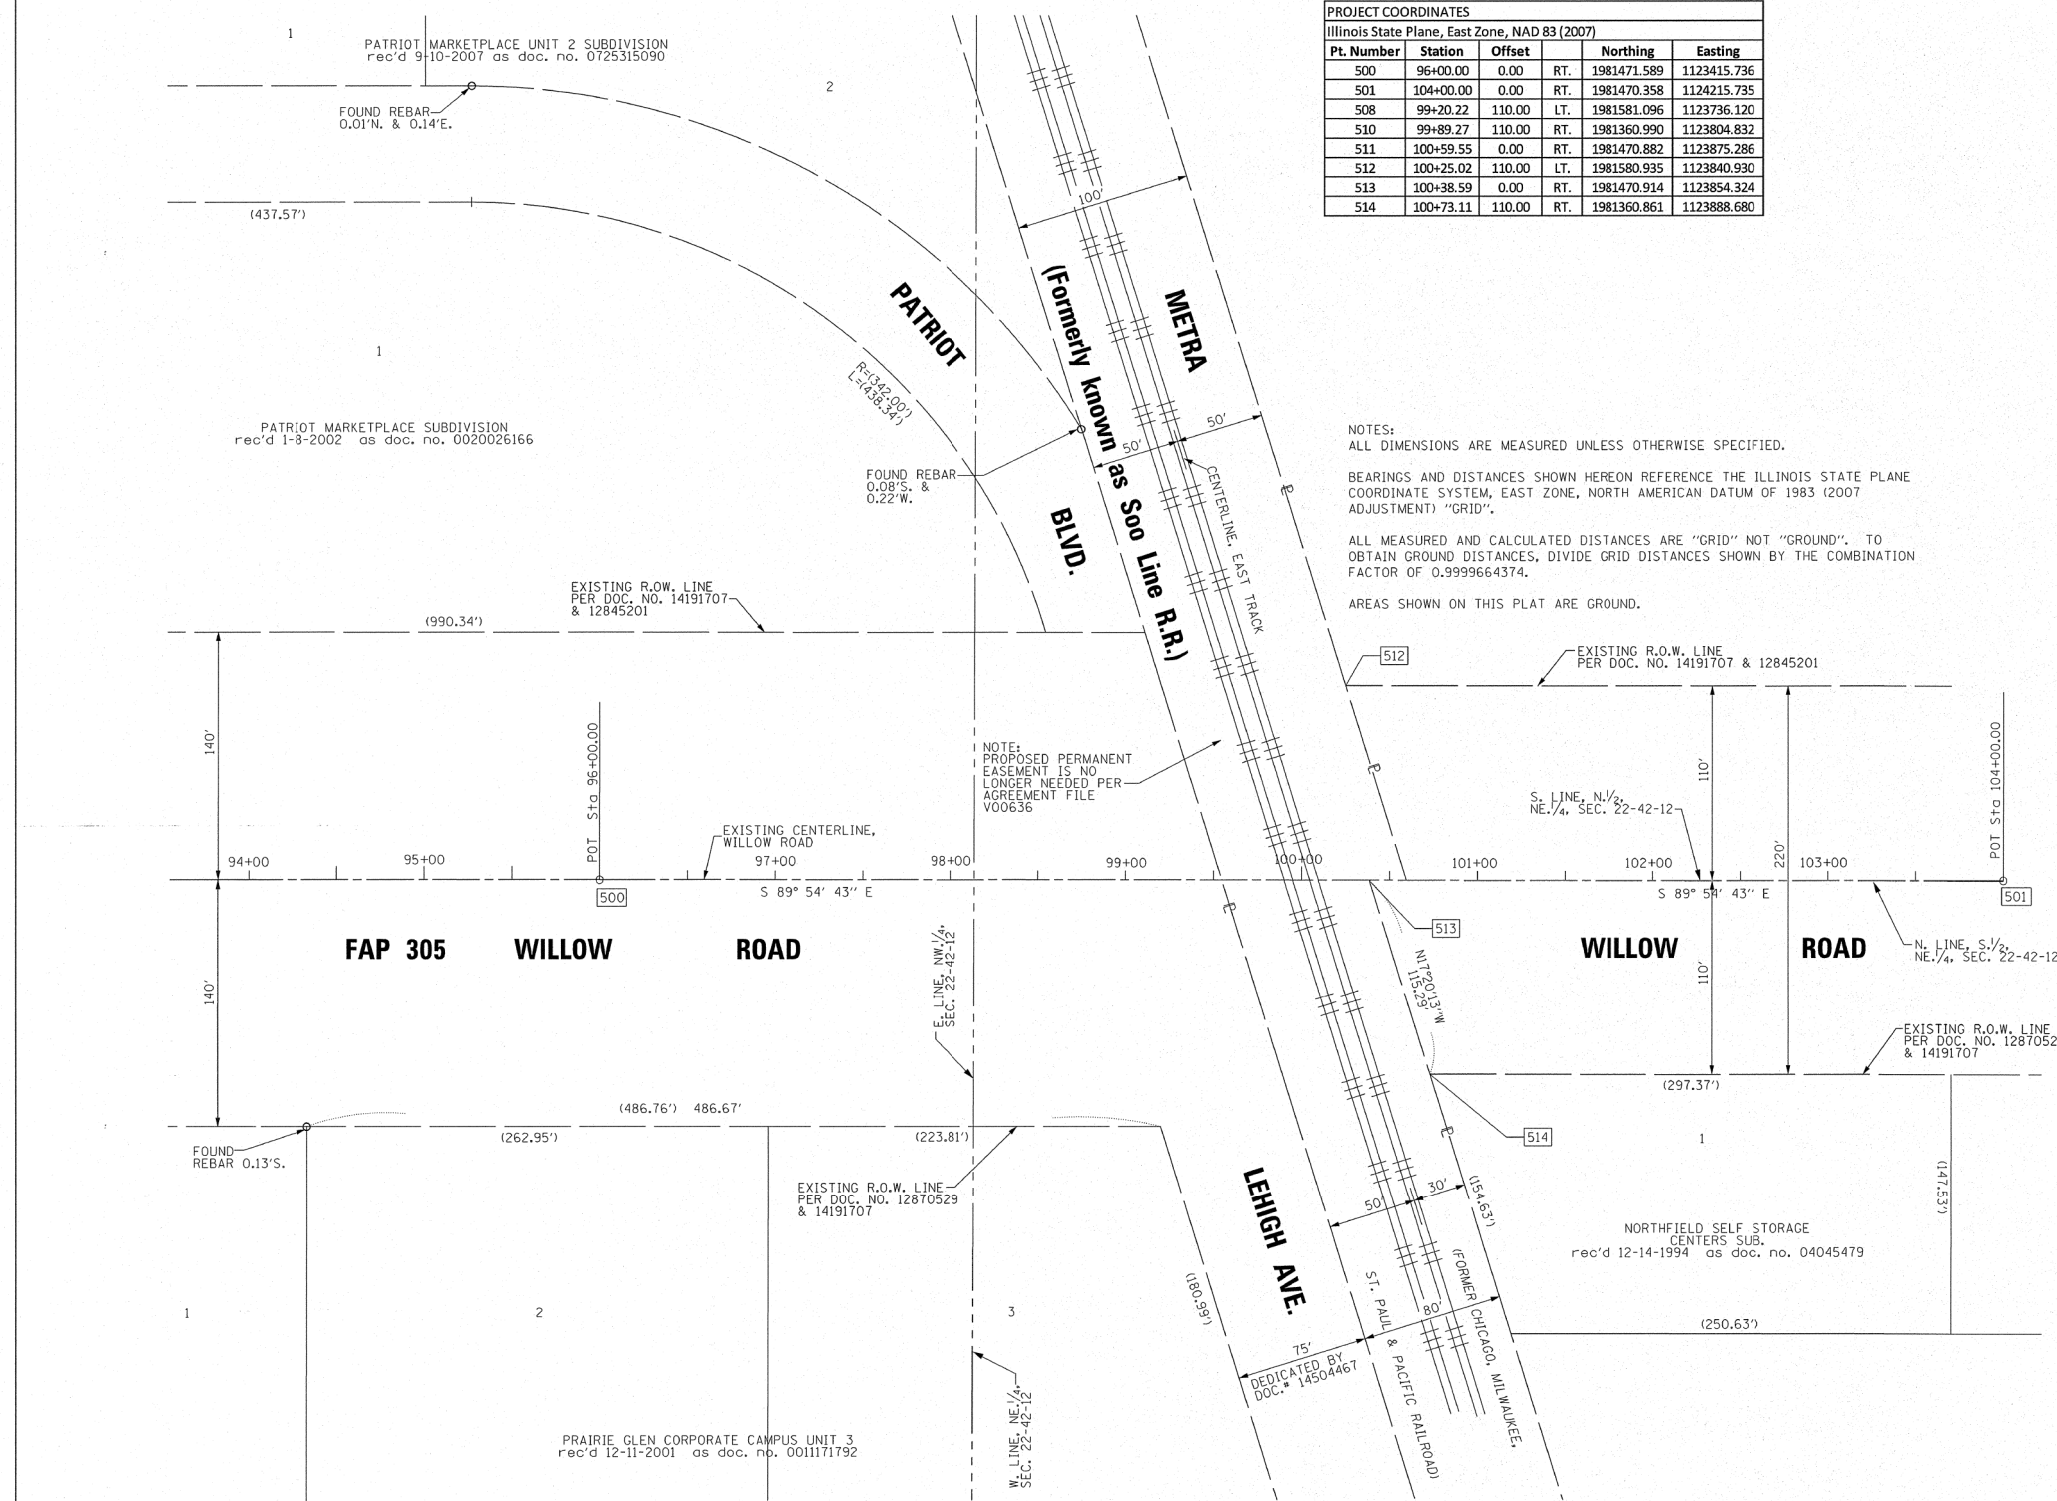 PROJECT COORDINATES
Illinois State Plane, East Zone, NAD 83 (2007)
Pt. Number Station Offset Northing Easting
500 96+00.00 0.00 RT. 1981471.589 1123415.736
501 104+00.00 0.00 RT. 1981470.358 1124215.735
508 99+20.22 110.00 LT. 1981581.096 1123736.120
510 99+89.27 110.00 RT. 1981360.990 1123804.832
511 100+59.55 0.00 RT. 1981470.882 1123875.286
512 100+25.02 110.00 LT. 1981580.935 1123840.930
513 100+38.59 0.00 RT. 1981470.914 1123854.324
514 100+73.11 110.00 RT. 1981360.861 1123888.680
1
PATRIOT MARKETPLACE UNIT 2 SUBDIVISION
rec'd 9-10-2007 as doc. no. 0725315090
2
FOUND REBAR
0.01'N. & 0.14'E.
(437.57')
100'
PATRIOT
BLVD.
(Formerly known as Soo Line R.R.)
METRA
1
R=(342.00')
L=(438.34')
PATRIOT MARKETPLACE SUBDIVISION
rec'd 1-8-2002 as doc. no. 0020026166
50'
50'
FOUND REBAR
0.08'S. &
0.22'W.
CENTERLINE, EAST TRACK
NOTES:
ALL DIMENSIONS ARE MEASURED UNLESS OTHERWISE SPECIFIED.
BEARINGS AND DISTANCES SHOWN HEREON REFERENCE THE ILLINOIS STATE PLANE
COORDINATE SYSTEM, EAST ZONE, NORTH AMERICAN DATUM OF 1983 (2007
ADJUSTMENT) "GRID".
ALL MEASURED AND CALCULATED DISTANCES ARE "GRID" NOT "GROUND". TO
OBTAIN GROUND DISTANCES, DIVIDE GRID DISTANCES SHOWN BY THE COMBINATION
FACTOR OF 0.9999664374.
AREAS SHOWN ON THIS PLAT ARE GROUND.
EXISTING R.OW. LINE
PER DOC. NO. 14191707
& 12845201
(990.34')
512
EXISTING R.O.W. LINE
PER DOC. NO. 14191707 & 12845201
140'
POT Sta 96+00.00
NOTE:
PROPOSED PERMANENT
EASEMENT IS NO
LONGER NEEDED PER
AGREEMENT FILE
V00636
110'
220'
POT Sta 104+00.00
S. LINE, N.1/2,
NE.1/4, SEC. 22-42-12
EXISTING CENTERLINE,
WILLOW ROAD
94+00 95+00 97+00 98+00 99+00 100+00 101+00 102+00 103+00
500
S 89° 54' 43" E
S 89° 54' 43" E
501
513
FAP 305 WILLOW ROAD
WILLOW ROAD
N. LINE, S.1/2,
NE.1/4, SEC. 22-42-12
140'
E. LINE, NW.1/4,
SEC. 22-42-12
N17°20'13"W
115.29'
110'
EXISTING R.O.W. LINE
PER DOC. NO. 1287052
& 14191707
(297.37')
(486.76') 486.67'
(262.95')
(223.81')
FOUND
REBAR 0.13'S.
514
1
EXISTING R.O.W. LINE
PER DOC. NO. 12870529
& 14191707
LEHIGH AVE.
50'
30'
(154.63')
(147.53')
NORTHFIELD SELF STORAGE
CENTERS SUB.
rec'd 12-14-1994 as doc. no. 04045479
(180.99')
1
2
3
80'
(250.63')
75'
DEDICATED BY
DOC.# 14504467
(FORMER CHICAGO, MILWAUKEE,
ST. PAUL & PACIFIC RAILROAD)
W. LINE, NE.1/4,
SEC. 22-42-12
PRAIRIE GLEN CORPORATE CAMPUS UNIT 3
rec'd 12-11-2001 as doc. no. 0011171792